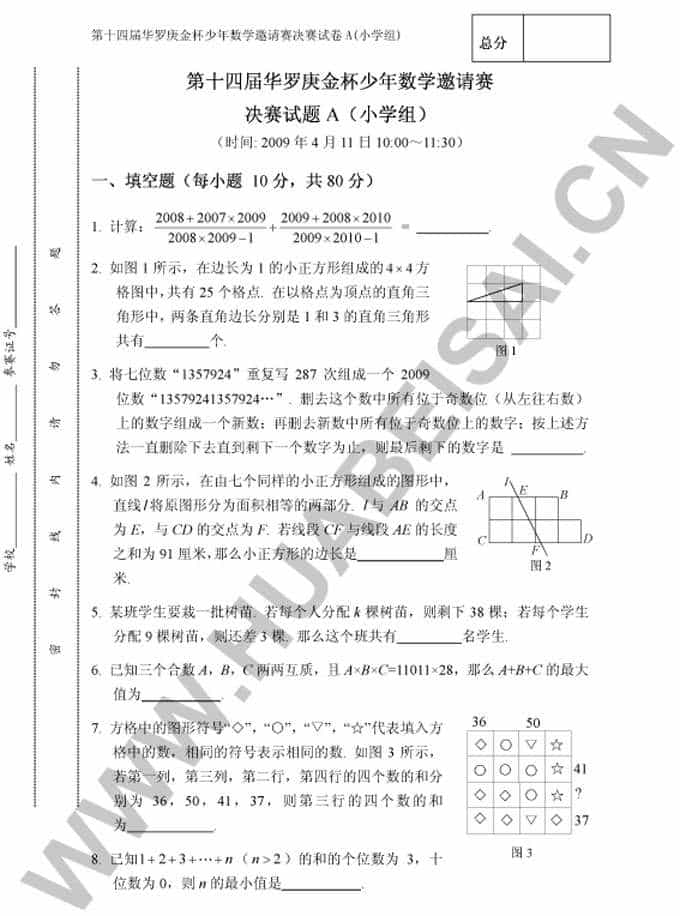 第十四届华罗庚金杯少年数学邀请赛决赛试卷A(小学组)
总分
第十四届华罗庚金杯少年数学邀请赛
决赛试题 A（小学组）
（时间: 2009 年 4 月 11 日 10:00～11:30）
一、填空题（每小题 10 分，共 80 分）
1. 计算：(2008+2007×2009)/(2008×2009−1) + (2009+2008×2010)/(2009×2010−1) = ________.
2. 如图 1 所示，在边长为 1 的小正方形组成的 4×4 方
格图中，共有 25 个格点. 在以格点为顶点的直角三
角形中，两条直角边长分别是 1 和 3 的直角三角形
共有________个.
图1
3. 将七位数“1357924”重复写 287 次组成一个 2009
位数“13579241357924…”. 删去这个数中所有位于奇数位（从左往右数）
上的数字组成一个新数；再删去新数中所有位于奇数位上的数字；按上述方
法一直删除下去直到剩下一个数字为止，则最后剩下的数字是 ________.
4. 如图 2 所示，在由七个同样的小正方形组成的图形中，
直线 l 将原图形分为面积相等的两部分. l 与 AB 的交点
为 E，与 CD 的交点为 F. 若线段 CF 与线段 AE 的长度
之和为 91 厘米，那么小正方形的边长是________厘
米.
l
A E B
C F D
图2
5. 某班学生要栽一批树苗. 若每个人分配 k 棵树苗，则剩下 38 棵；若每个学生
分配 9 棵树苗，则还差 3 棵. 那么这个班共有________名学生.
6. 已知三个合数 A，B，C 两两互质，且 A×B×C=11011×28，那么 A+B+C 的最大
值为________.
7. 方格中的图形符号“◇”，“○”，“▽”，“☆”代表填入方
格中的数，相同的符号表示相同的数. 如图 3 所示，
若第一列，第三列，第二行，第四行的四个数的和分
别为 36，50，41，37，则第三行的四个数的和
为________.
36 50
◇ ○ ▽ ☆
○ ○ ○ ☆ 41
◇ ◇ ○ ☆ ?
◇ ◇ ▽ ◇ 37
图3
8. 已知1+2+3+⋯+n（n>2）的和的个位数为 3，十
位数为 0，则 n 的最小值是________.
学校________ 姓名________ 参赛证号________
密 封 线 内 请 勿 答 题
WWW.HUABEISAI.CN